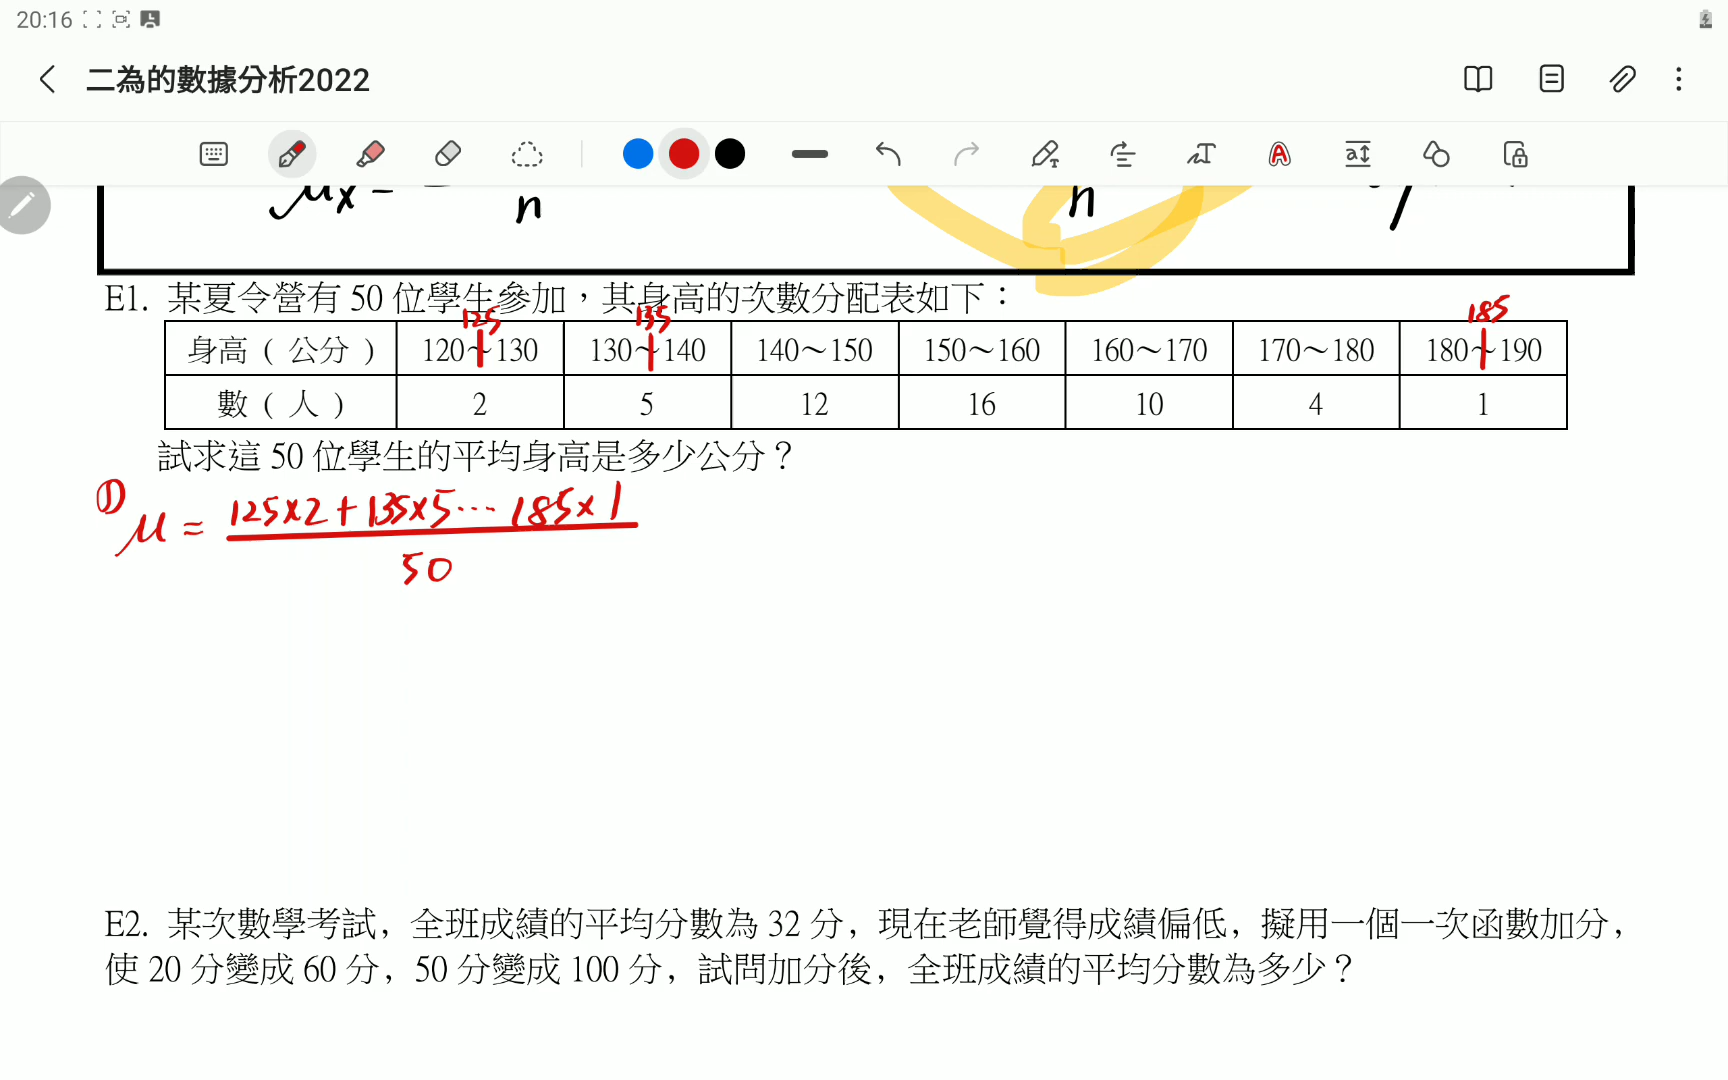 20:16
二為的數據分析2022
μx =
n
n
E1. 某夏令營有 50 位學生參加，其身高的次數分配表如下：
125 135 185
身高（公分） 120～130 130～140 140～150 150～160 160～170 170～180 180～190
數（人） 2 5 12 16 10 4 1
試求這 50 位學生的平均身高是多少公分？
① μ = 125×2+135×5… 185×1
50
E2. 某次數學考試，全班成績的平均分數為 32 分，現在老師覺得成績偏低，擬用一個一次函數加分，
使 20 分變成 60 分，50 分變成 100 分，試問加分後，全班成績的平均分數為多少？